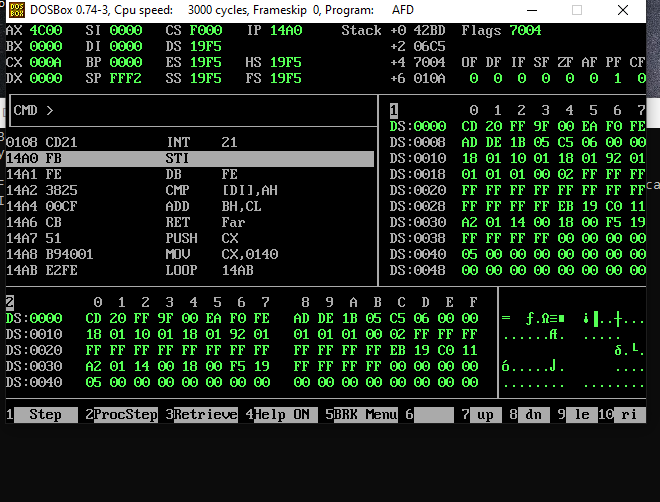 DOSBox 0.74-3, Cpu speed: 3000 cycles, Frameskip 0, Program: AFD
AX 4C00 SI 0000 CS F000 IP 14A0 Stack +0 42BD Flags 7004
BX 0000 DI 0000 DS 19F5 +2 06C5
CX 000A BP 0000 ES 19F5 HS 19F5 +4 7004 OF DF IF SF ZF AF PF CF
DX 0000 SP FFF2 SS 19F5 FS 19F5 +6 010A 0 0 0 0 0 0 1 0
CMD >
1 0 1 2 3 4 5 6 7
DS:0000 CD 20 FF 9F 00 EA F0 FE
0108 CD21 INT 21 DS:0008 AD DE 1B 05 C5 06 00 00
14A0 FB STI DS:0010 18 01 10 01 18 01 92 01
14A1 FE DB FE DS:0018 01 01 01 00 02 FF FF FF
14A2 3825 CMP [DI],AH DS:0020 FF FF FF FF FF FF FF FF
14A4 00CF ADD BH,CL DS:0028 FF FF FF FF EB 19 C0 11
14A6 CB RET Far DS:0030 A2 01 14 00 18 00 F5 19
14A7 51 PUSH CX DS:0038 FF FF FF FF 00 00 00 00
14A8 B94001 MOV CX,0140 DS:0040 05 00 00 00 00 00 00 00
14AB E2FE LOOP 14AB DS:0048 00 00 00 00 00 00 00 00
2 0 1 2 3 4 5 6 7 8 9 A B C D E F
DS:0000 CD 20 FF 9F 00 EA F0 FE AD DE 1B 05 C5 06 00 00
DS:0010 18 01 10 01 18 01 92 01 01 01 01 00 02 FF FF FF
DS:0020 FF FF FF FF FF FF FF FF FF FF FF FF EB 19 C0 11
DS:0030 A2 01 14 00 18 00 F5 19 FF FF FF FF 00 00 00 00
DS:0040 05 00 00 00 00 00 00 00 00 00 00 00 00 00 00 00
1 Step 2ProcStep 3Retrieve 4Help ON 5BRK Menu 6 7 up 8 dn 9 le 10 ri